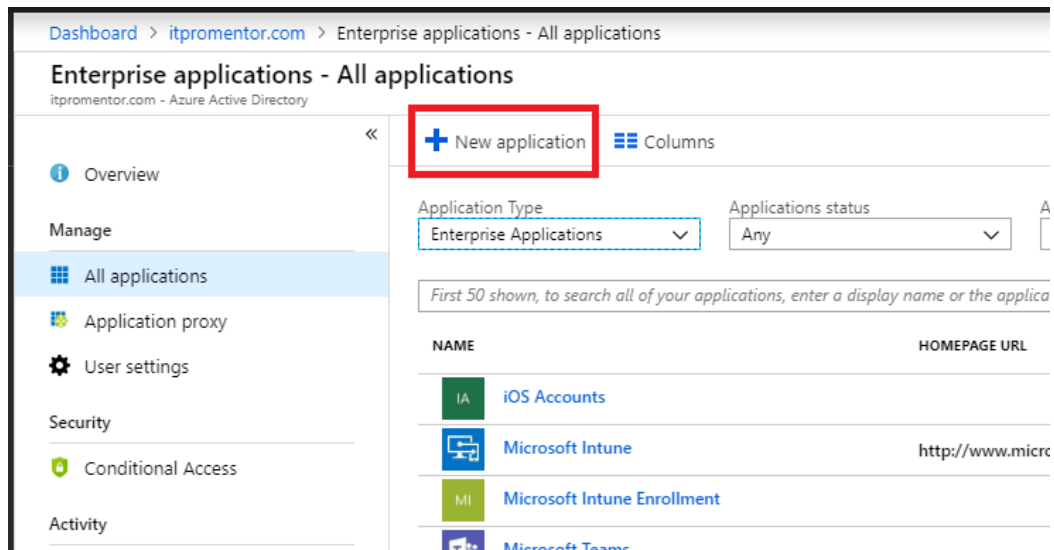 Dashboard > itpromentor.com > Enterprise applications - All applications
Enterprise applications - All applications
itpromentor.com - Azure Active Directory
«
Overview
Manage
All applications
Application proxy
User settings
Security
Conditional Access
Activity
New application Columns
Application Type Applications status A
Enterprise Applications Any
First 50 shown, to search all of your applications, enter a display name or the applica
NAME HOMEPAGE URL
IA iOS Accounts
Microsoft Intune http://www.micro
MI Microsoft Intune Enrollment
Microsoft Teams